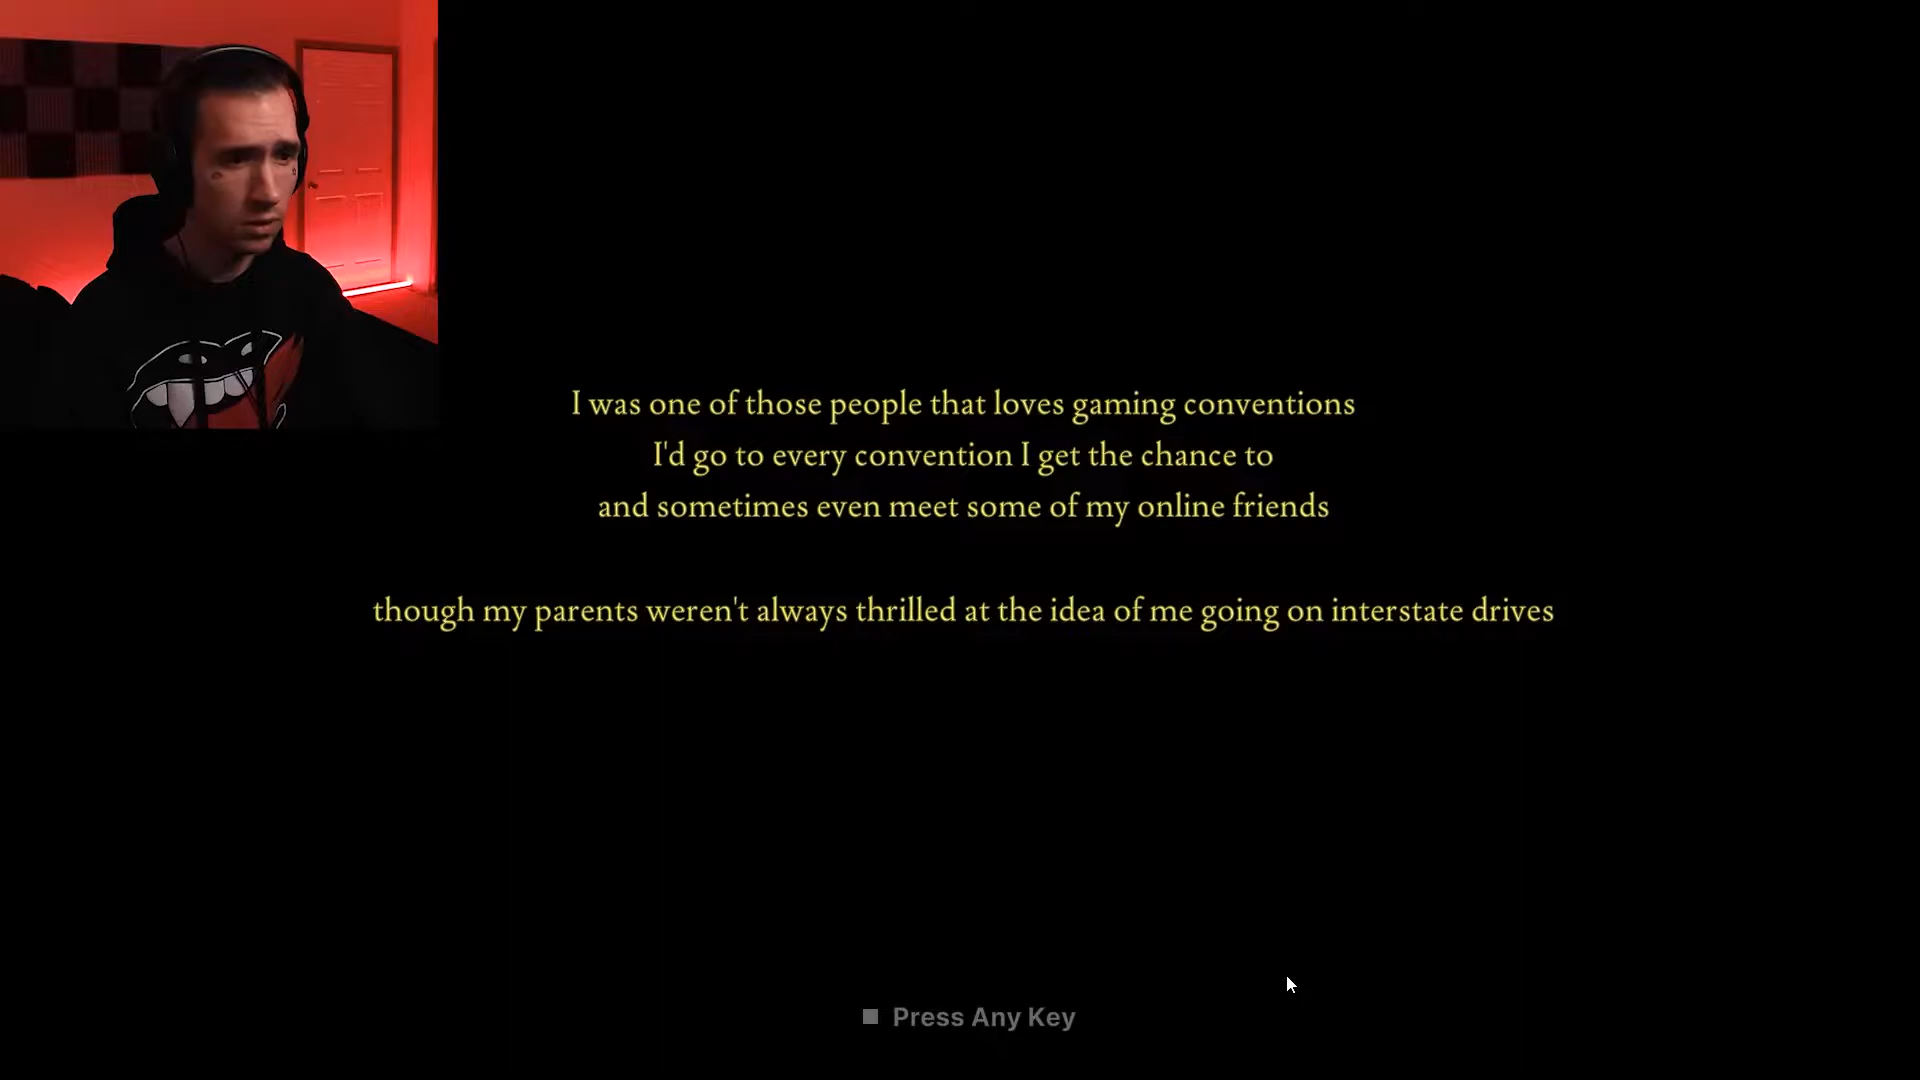 I was one of those people that loves gaming conventions
I'd go to every convention I get the chance to
and sometimes even meet some of my online friends
though my parents weren't always thrilled at the idea of me going on interstate drives
Press Any Key